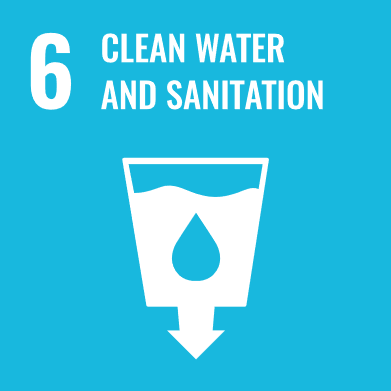 6
CLEAN WATER
AND SANITATION